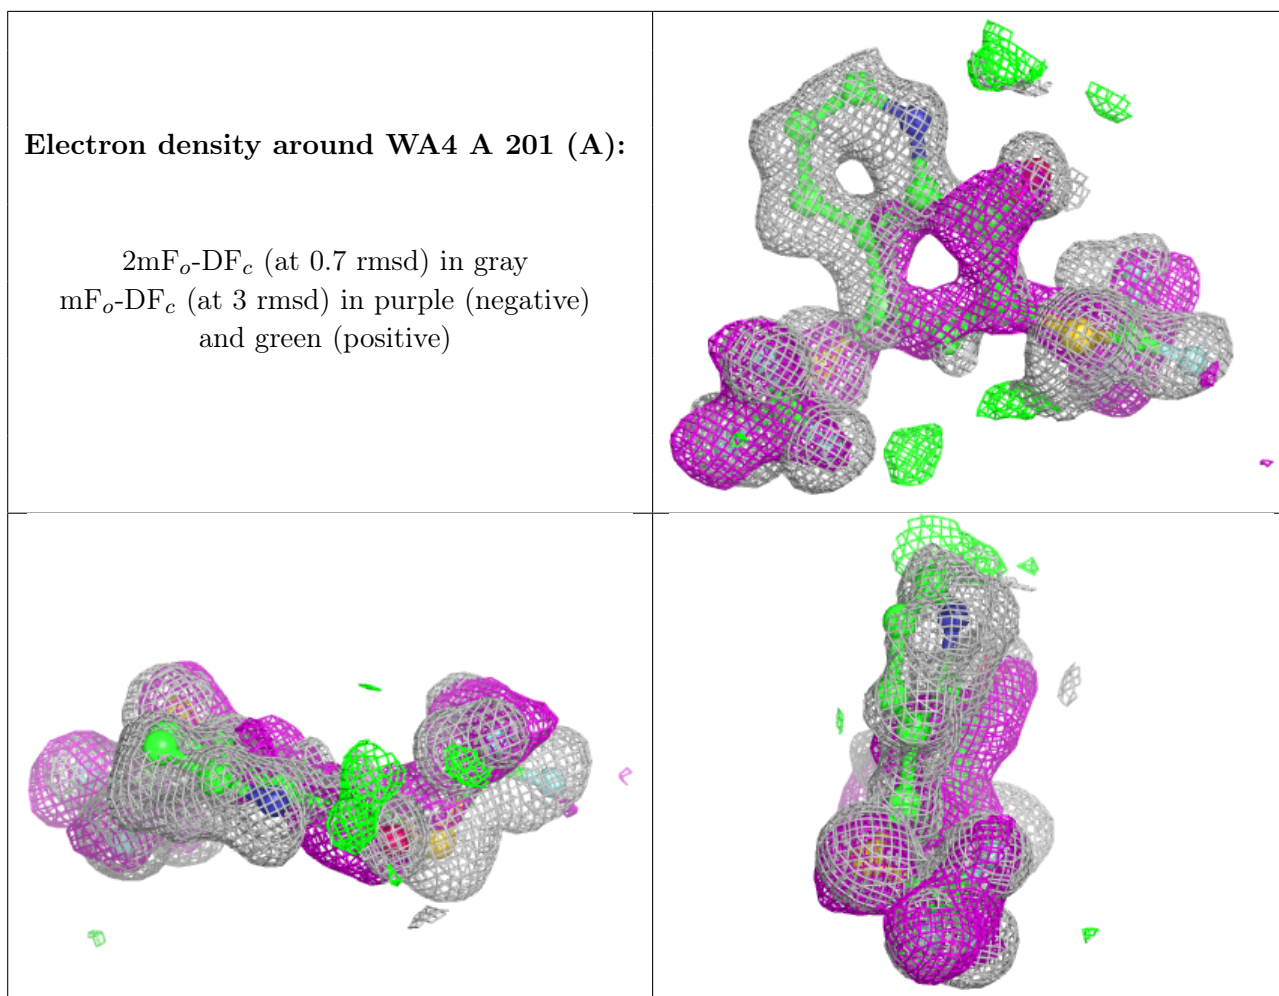 Electron density around WA4 A 201 (A):
2mFo-DFc (at 0.7 rmsd) in gray
mFo-DFc (at 3 rmsd) in purple (negative)
and green (positive)